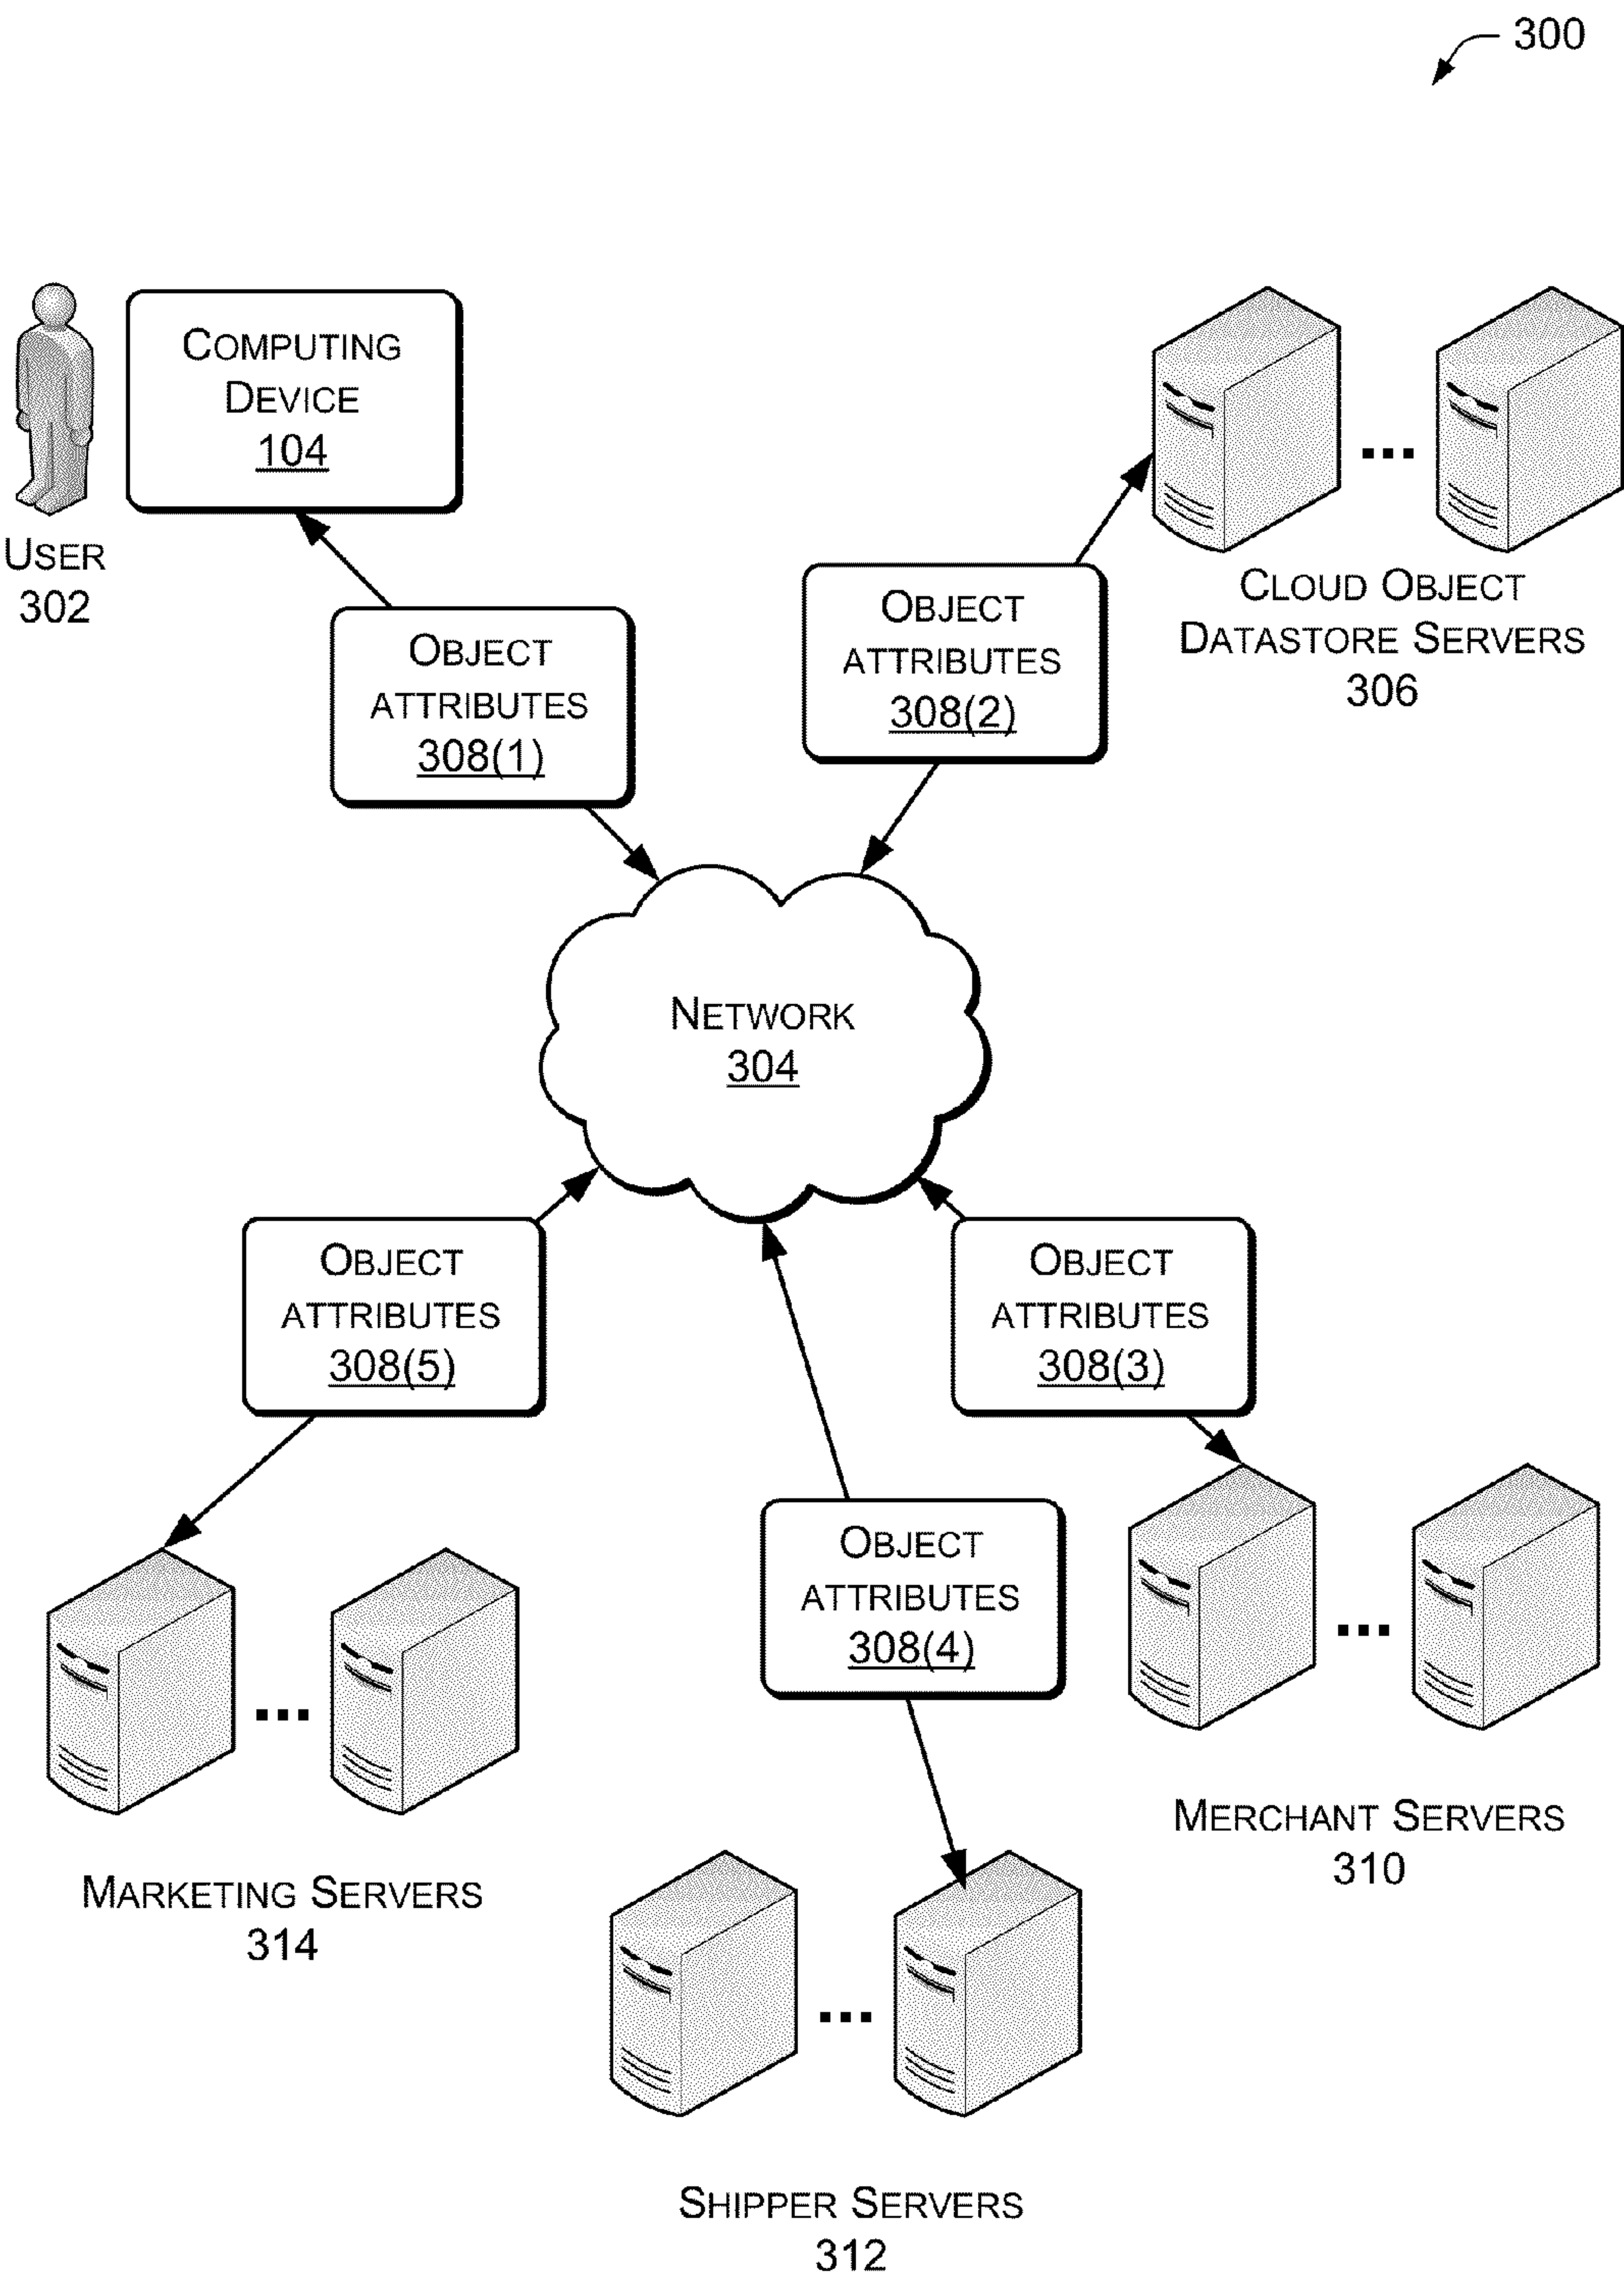 300
COMPUTING
DEVICE
104
USER
302
OBJECT
ATTRIBUTES
308(1)
OBJECT
ATTRIBUTES
308(2)
CLOUD OBJECT
DATASTORE SERVERS
306
NETWORK
304
OBJECT
ATTRIBUTES
308(5)
OBJECT
ATTRIBUTES
308(3)
OBJECT
ATTRIBUTES
308(4)
MERCHANT SERVERS
310
MARKETING SERVERS
314
SHIPPER SERVERS
312